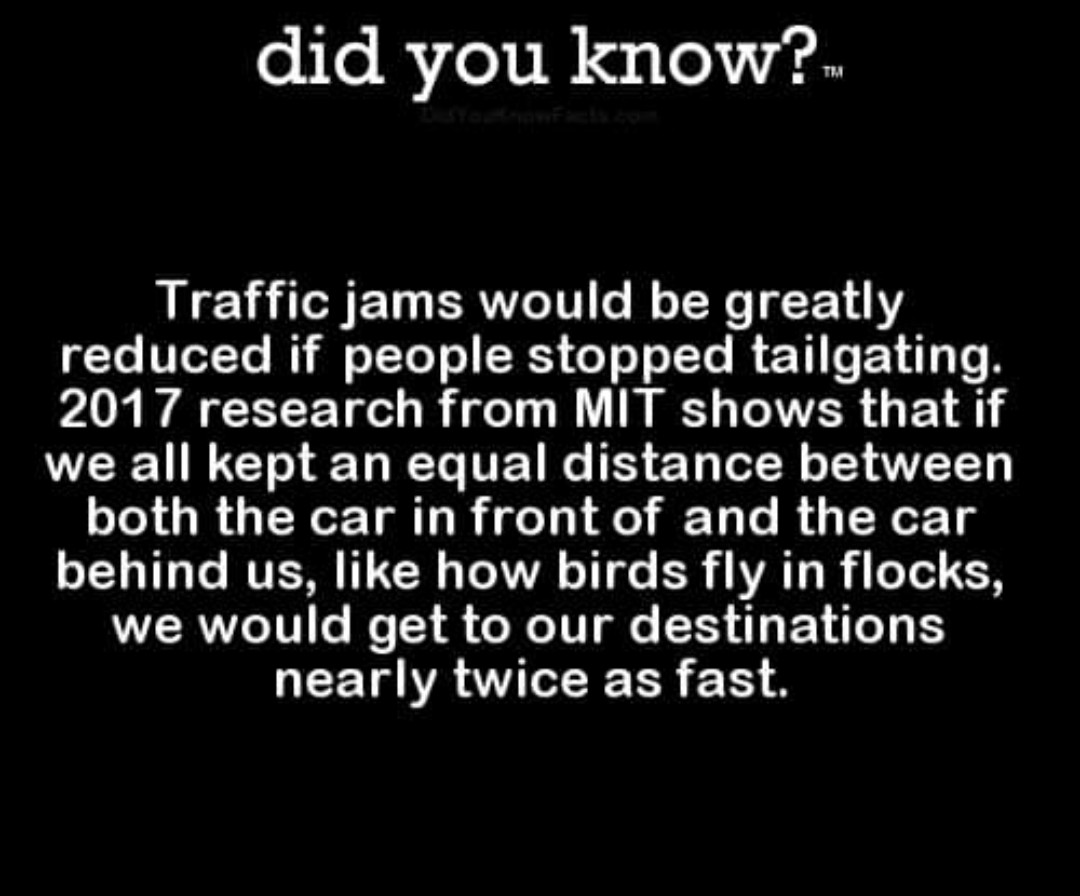 did you know?™
DidYouKnowFacts.com
Traffic jams would be greatly
reduced if people stopped tailgating.
2017 research from MIT shows that if
we all kept an equal distance between
both the car in front of and the car
behind us, like how birds fly in flocks,
we would get to our destinations
nearly twice as fast.